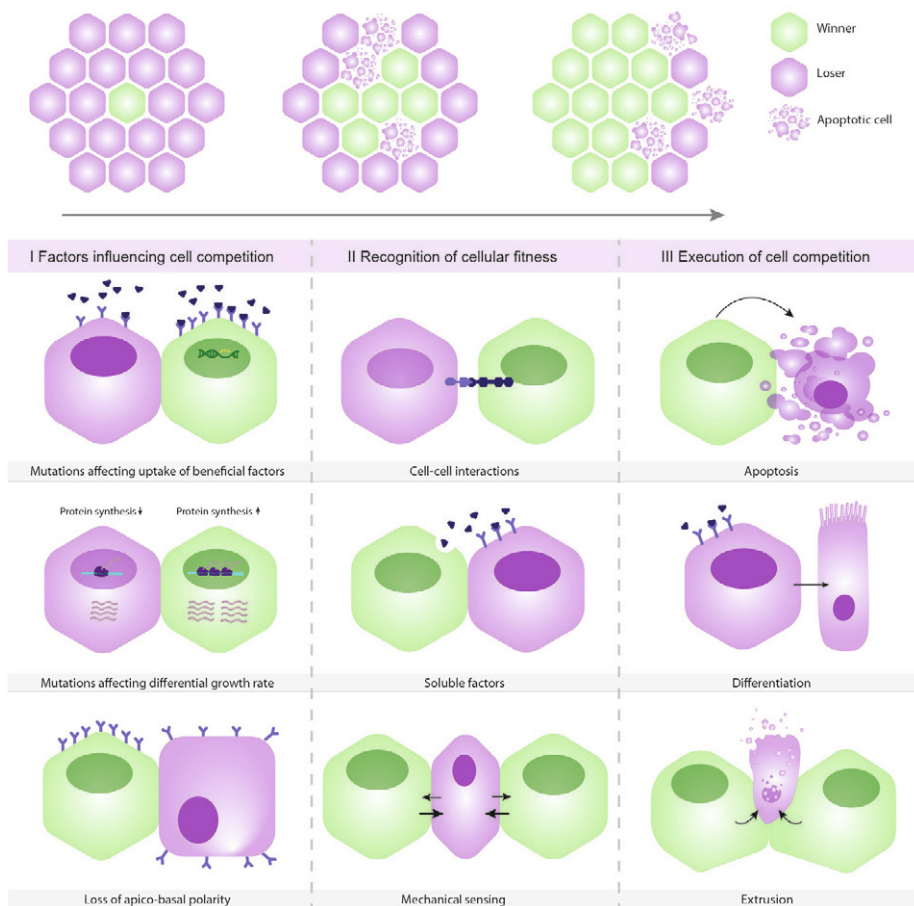 Winner
Loser
Apoptotic cell
I Factors influencing cell competition
II Recognition of cellular fitness
III Execution of cell competition
Mutations affecting uptake of beneficial factors
Cell-cell interactions
Apoptosis
Protein synthesis
Protein synthesis
Mutations affecting differential growth rate
Soluble factors
Differentiation
Loss of apico-basal polarity
Mechanical sensing
Extrusion